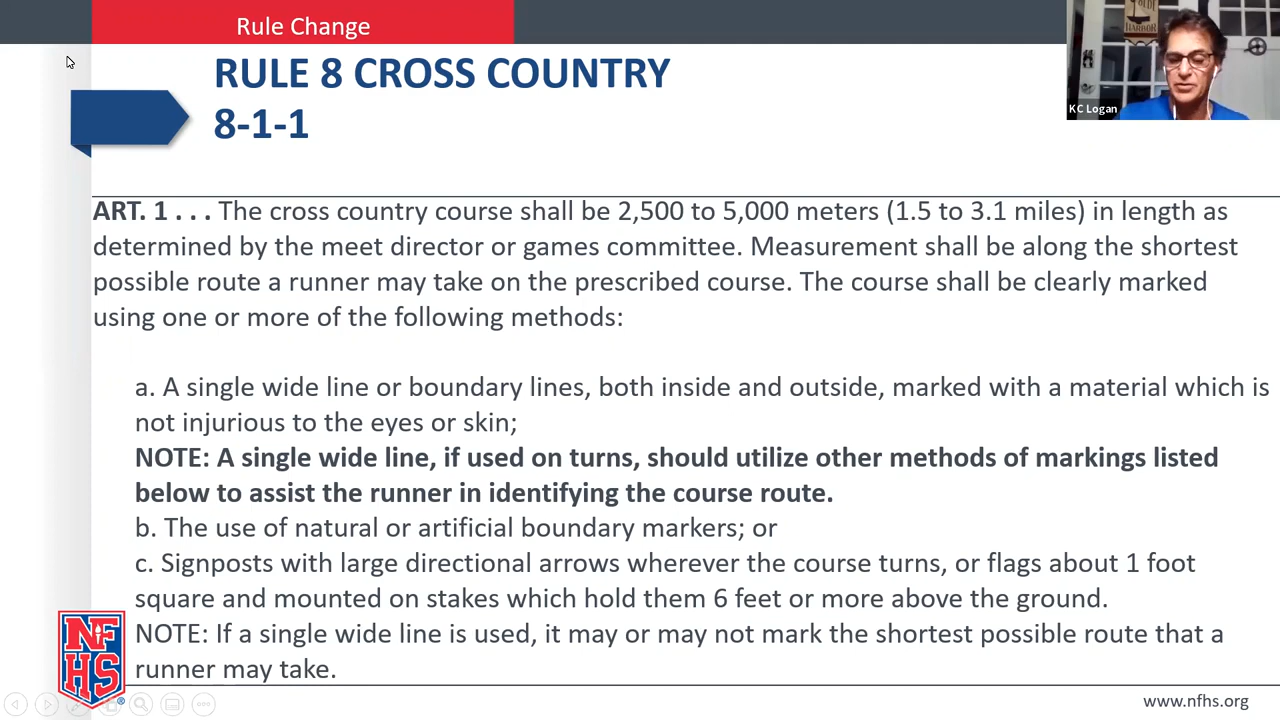 Rule Change
RULE 8 CROSS COUNTRY
8-1-1
OLDE
HARBOR
KC Logan
ART. 1 . . . The cross country course shall be 2,500 to 5,000 meters (1.5 to 3.1 miles) in length as
determined by the meet director or games committee. Measurement shall be along the shortest
possible route a runner may take on the prescribed course. The course shall be clearly marked
using one or more of the following methods:
a. A single wide line or boundary lines, both inside and outside, marked with a material which is
not injurious to the eyes or skin;
NOTE: A single wide line, if used on turns, should utilize other methods of markings listed
below to assist the runner in identifying the course route.
b. The use of natural or artificial boundary markers; or
c. Signposts with large directional arrows wherever the course turns, or flags about 1 foot
square and mounted on stakes which hold them 6 feet or more above the ground.
NOTE: If a single wide line is used, it may or may not mark the shortest possible route that a
runner may take.
NF
HS
®
www.nfhs.org